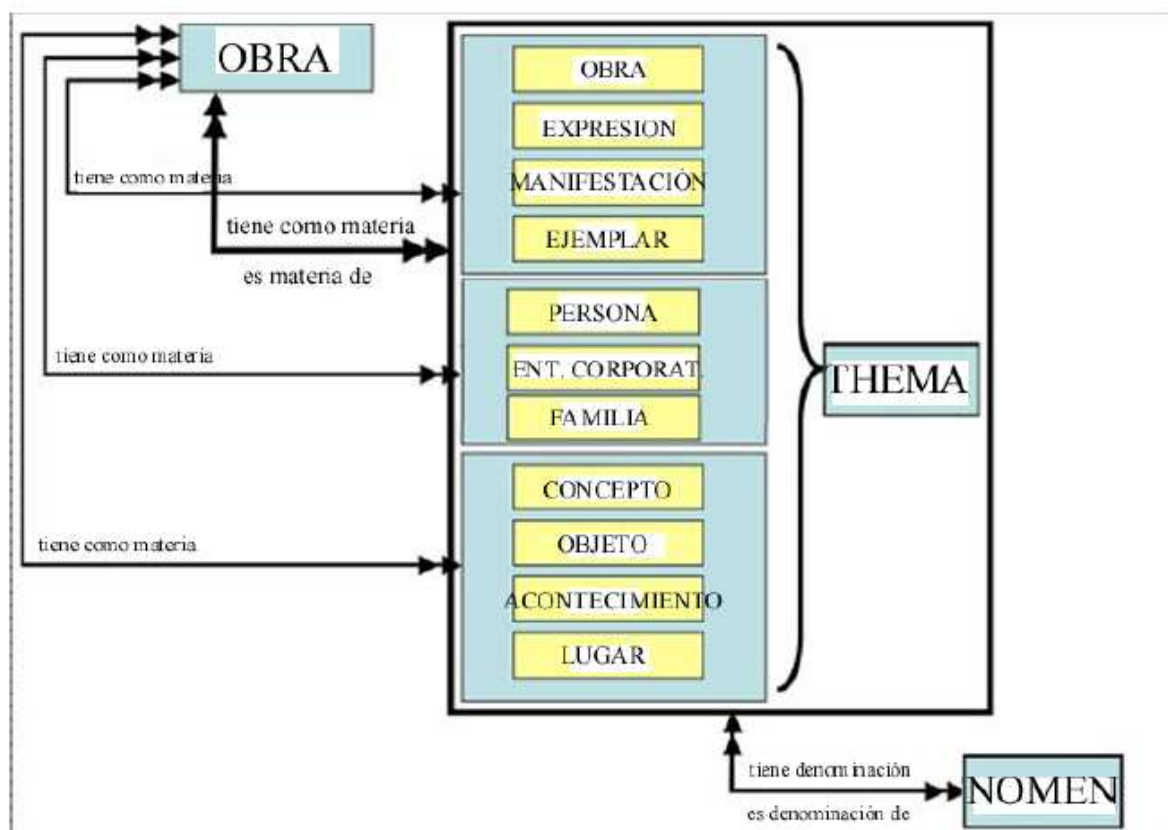 OBRA
OBRA
EXPRESION
MANIFESTACIÓN
EJEMPLAR
tiene como materia
tiene como materia
es materia de
PERSONA
ENT. CORPORAT.
FAMILIA
tiene como materia
THEMA
CONCEPTO
OBJETO
ACONTECIMIENTO
LUGAR
tiene como materia
tiene denominación
es denominación de
NOMEN